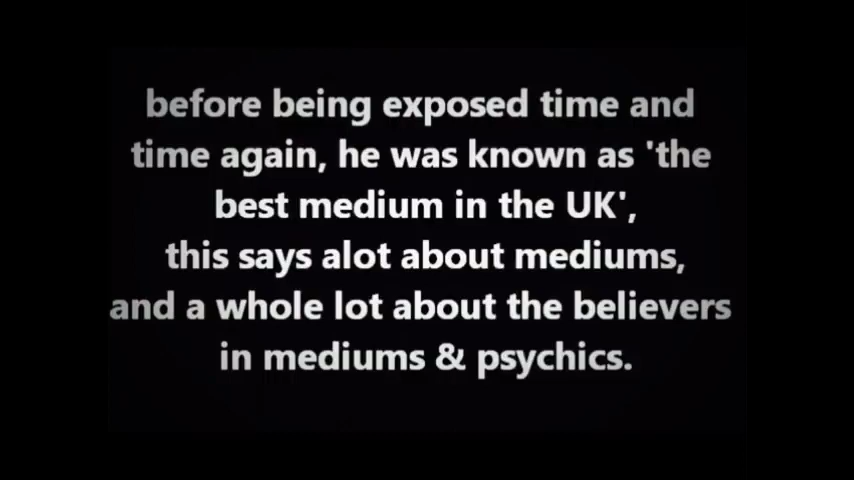 before being exposed time and
time again, he was known as 'the
best medium in the UK',
this says alot about mediums,
and a whole lot about the believers
in mediums & psychics.